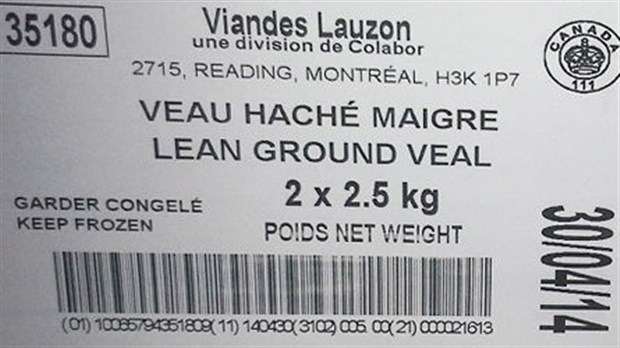 35180
Viandes Lauzon
une division de Colabor
2715, READING, MONTRÉAL, H3K 1P7
CANADA
111
VEAU HACHÉ MAIGRE
LEAN GROUND VEAL
2 x 2.5 kg
GARDER CONGELÉ
KEEP FROZEN
POIDS NET WEIGHT
30/04/14
(01) 10065794351809( 11) 140430( 3102) 005. 00( 21) 000021613